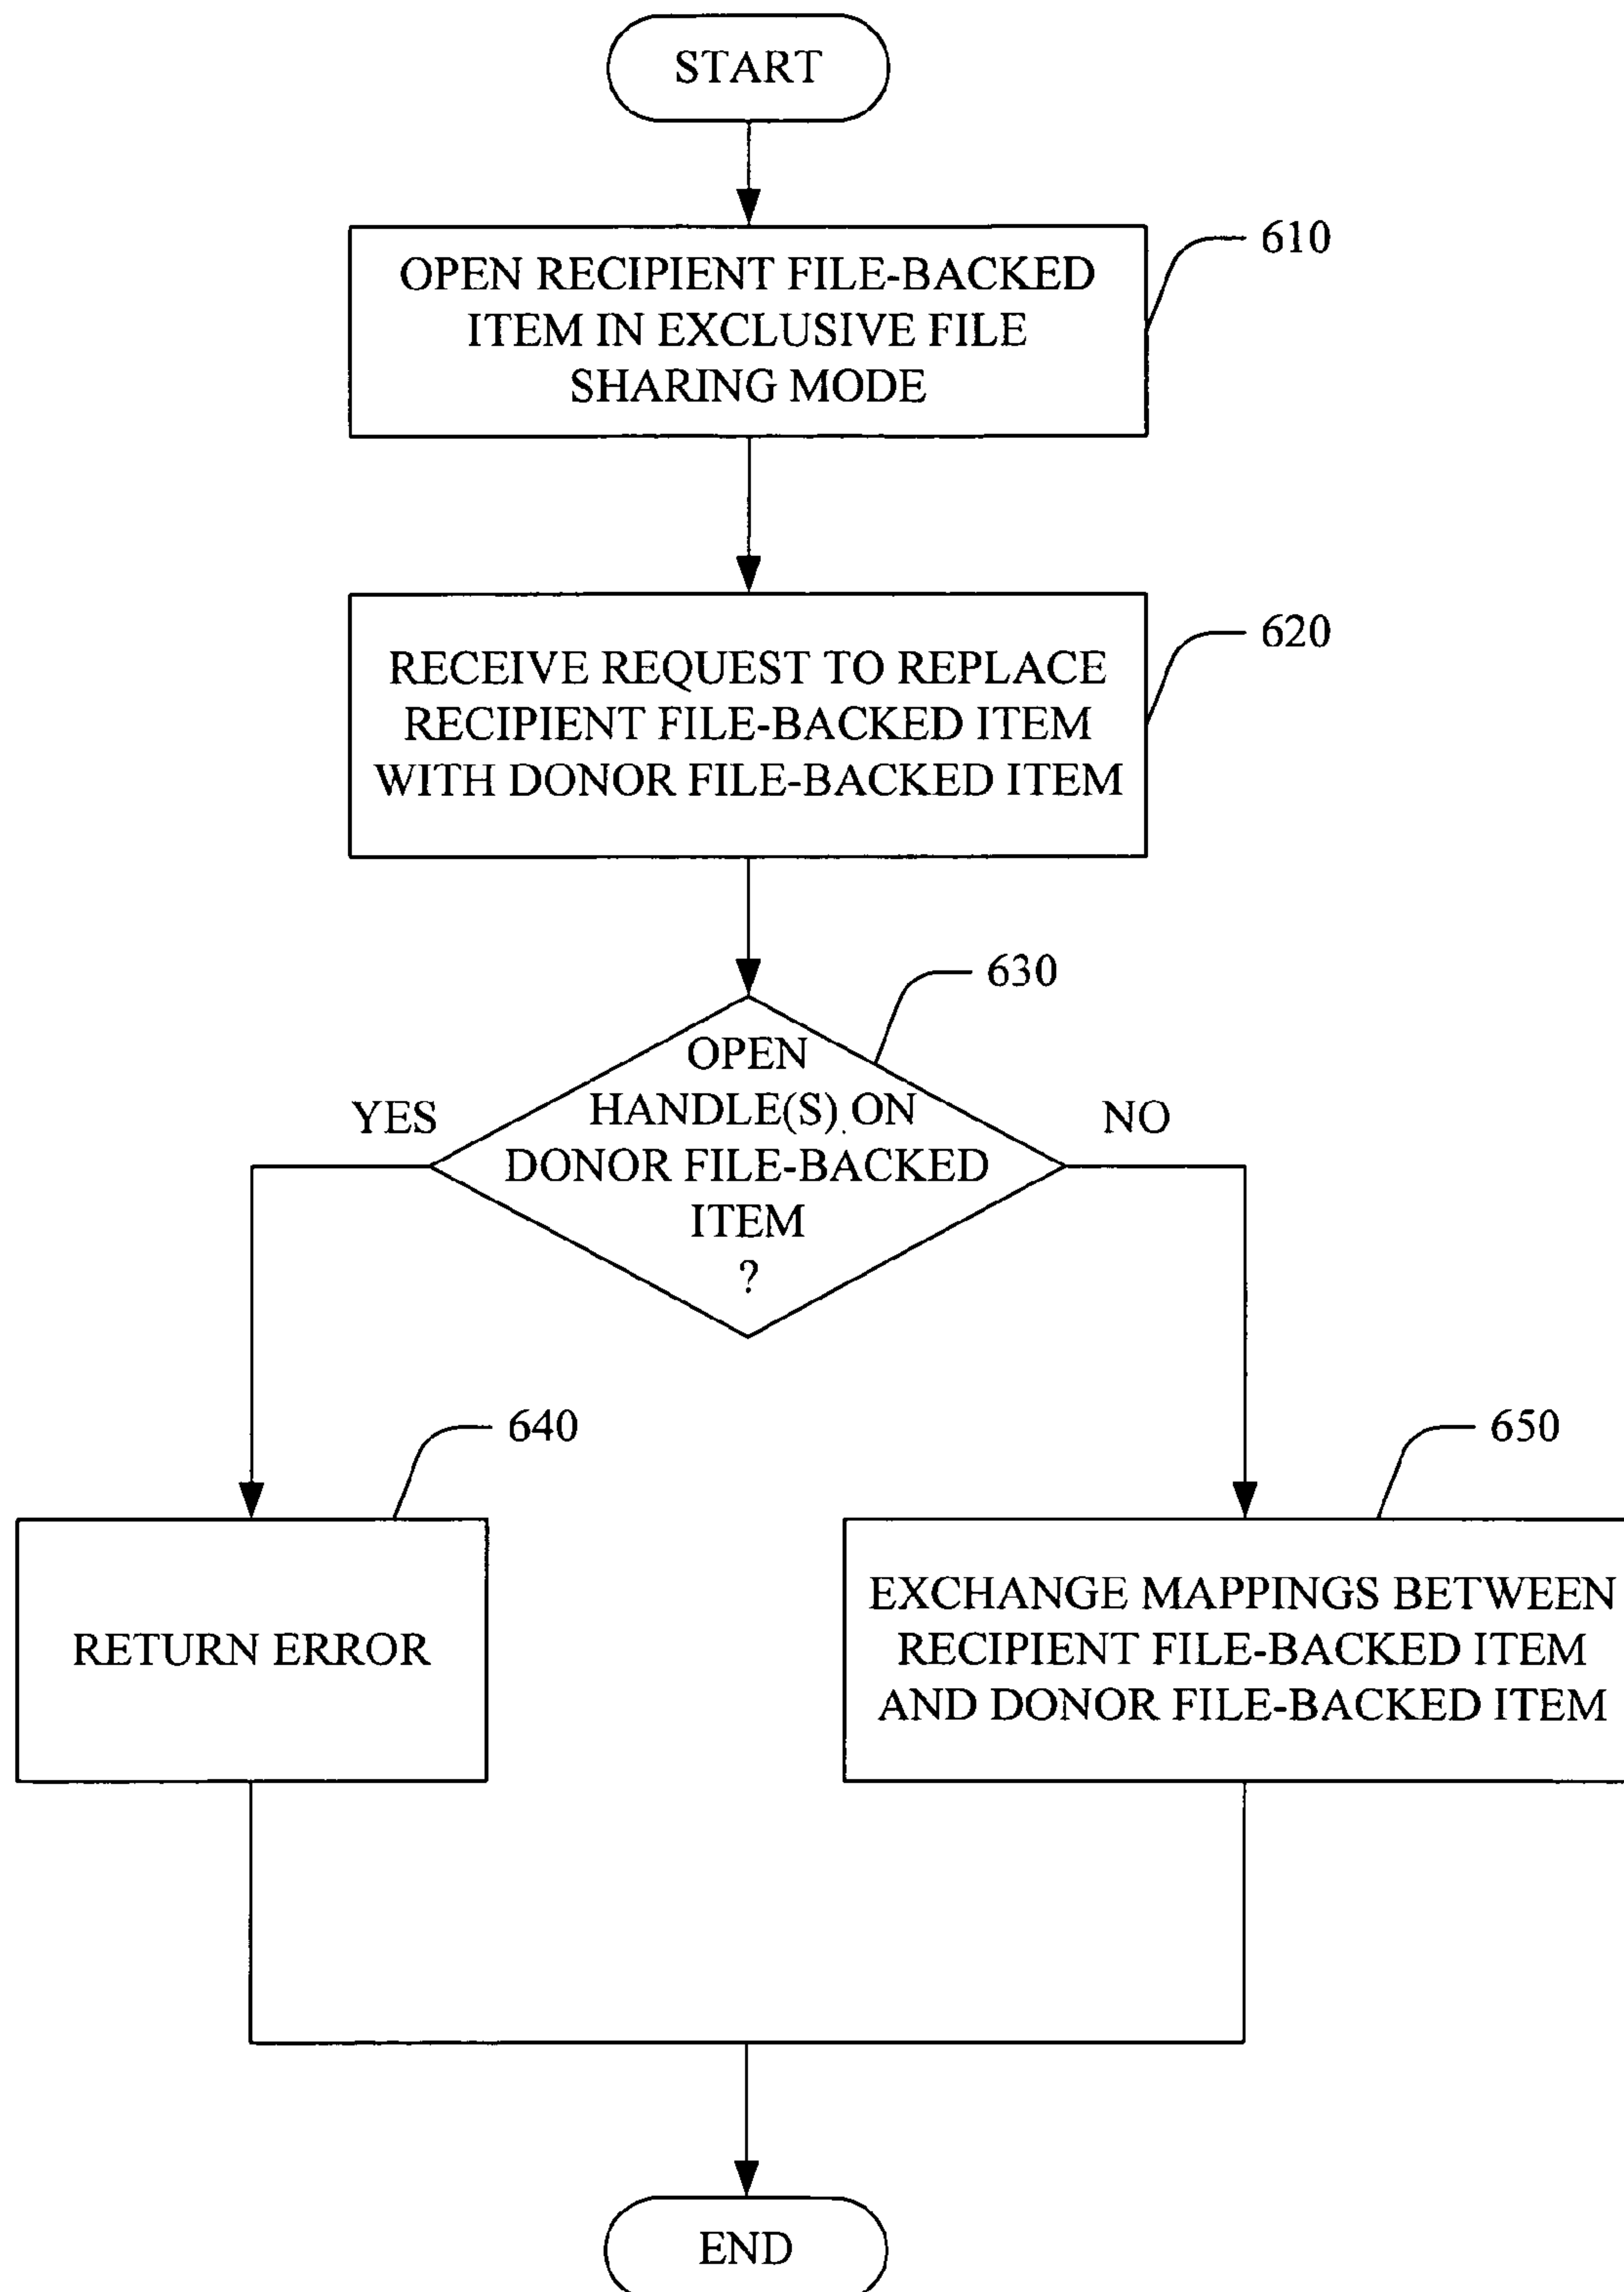 START
610
OPEN RECIPIENT FILE-BACKED
ITEM IN EXCLUSIVE FILE
SHARING MODE
620
RECEIVE REQUEST TO REPLACE
RECIPIENT FILE-BACKED ITEM
WITH DONOR FILE-BACKED ITEM
630
OPEN
HANDLE(S) ON
DONOR FILE-BACKED
ITEM
?
YES
NO
640
RETURN ERROR
650
EXCHANGE MAPPINGS BETWEEN
RECIPIENT FILE-BACKED ITEM
AND DONOR FILE-BACKED ITEM
END